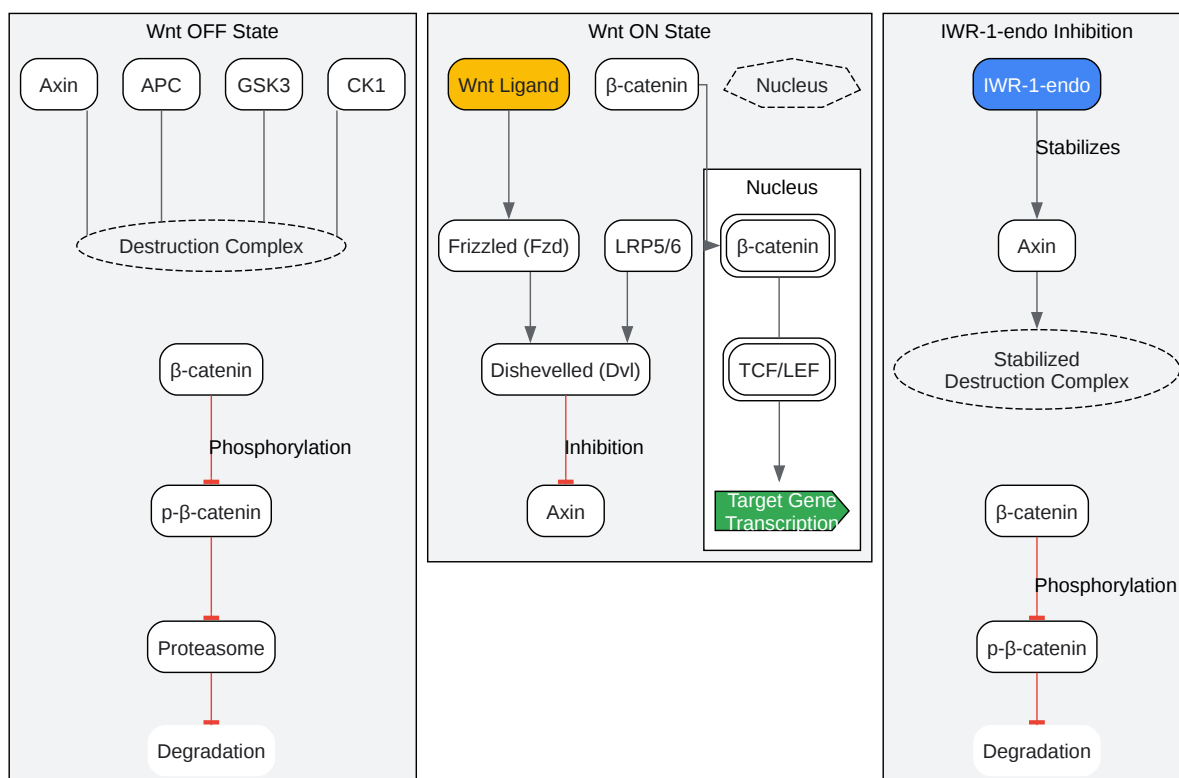 Wnt OFF State
Axin
APC
GSK3
CK1
Destruction Complex
β-catenin
Phosphorylation
p-β-catenin
Proteasome
Degradation
Wnt ON State
Wnt Ligand
β-catenin
Nucleus
Nucleus
Frizzled (Fzd)
LRP5/6
β-catenin
Dishevelled (Dvl)
TCF/LEF
Inhibition
Axin
Target Gene
Transcription
IWR-1-endo Inhibition
IWR-1-endo
Stabilizes
Axin
Stabilized
Destruction Complex
β-catenin
Phosphorylation
p-β-catenin
Degradation